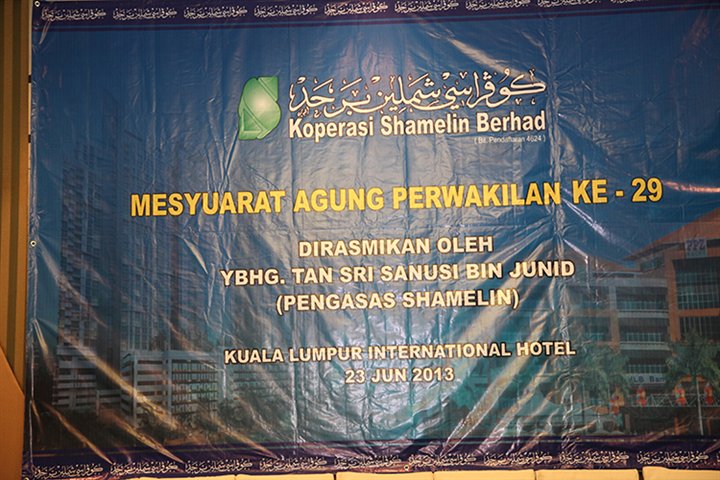 كوڤراسي شملين برحد
Koperasi Shamelin Berhad
( Bil. Pendaftaran 4624 )
MESYUARAT AGUNG PERWAKILAN KE - 29
DIRASMIKAN OLEH
YBHG. TAN SRI SANUSI BIN JUNID
(PENGASAS SHAMELIN)
KUALA LUMPUR INTERNATIONAL HOTEL
23 JUN 2013